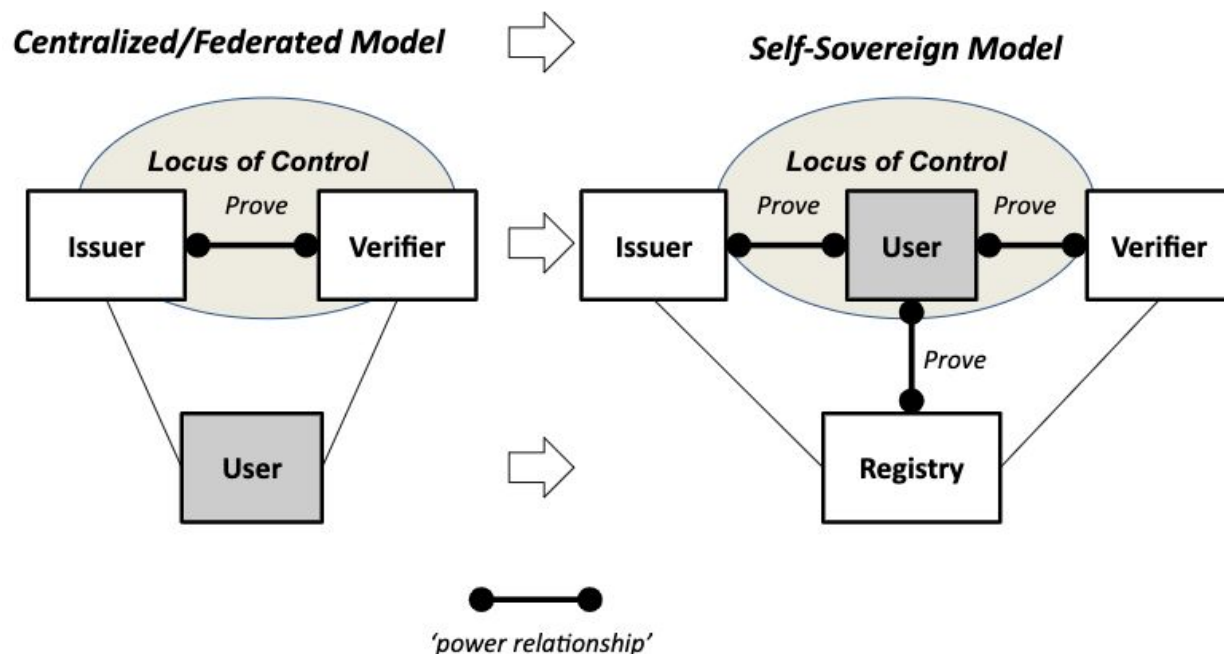 Centralized/Federated Model
Self-Sovereign Model
Locus of Control
Prove
Issuer
Verifier
User
Locus of Control
Prove
Prove
Issuer
User
Verifier
Prove
Registry
‘power relationship’